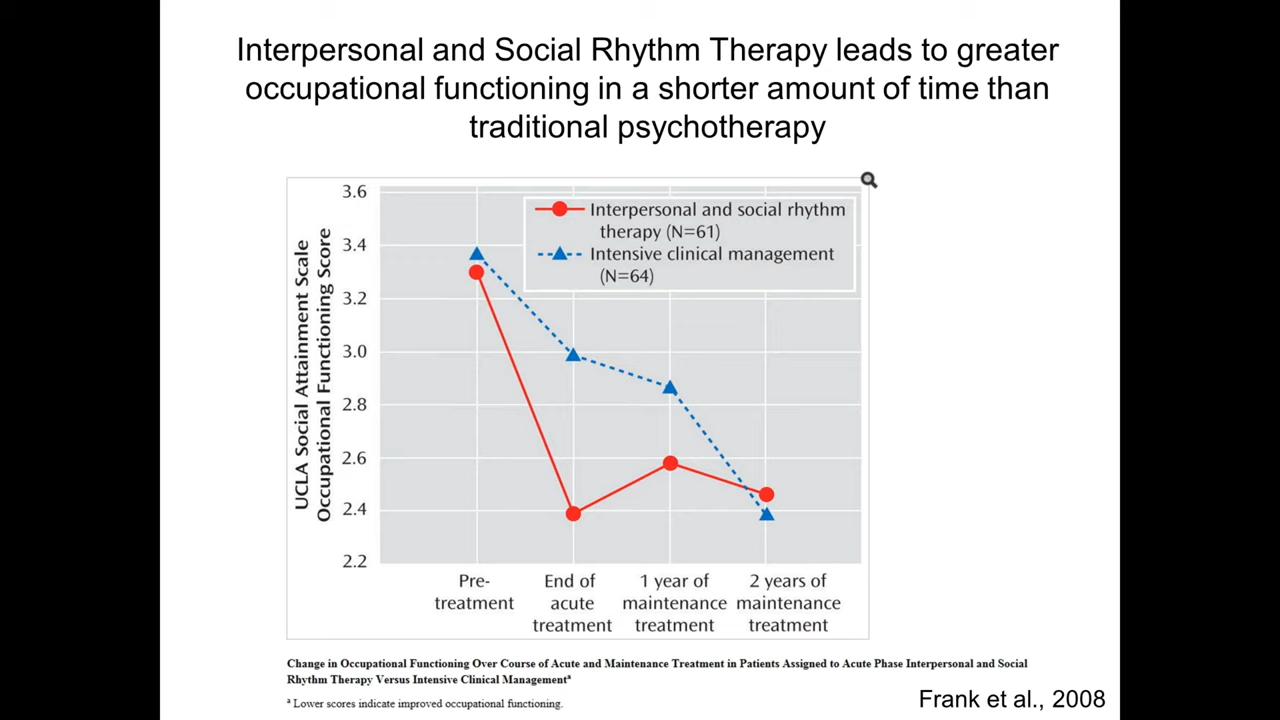 Interpersonal and Social Rhythm Therapy leads to greater
occupational functioning in a shorter amount of time than
traditional psychotherapy
3.6
3.4
3.2
3.0
2.8
2.6
2.4
2.2
UCLA Social Attainment Scale
Occupational Functioning Score
Interpersonal and social rhythm
therapy (N=61)
Intensive clinical management
(N=64)
Pre-
treatment
End of
acute
treatment
1 year of
maintenance
treatment
2 years of
maintenance
treatment
Change in Occupational Functioning Over Course of Acute and Maintenance Treatment in Patients Assigned to Acute Phase Interpersonal and Social
Rhythm Therapy Versus Intensive Clinical Managementª
ª Lower scores indicate improved occupational functioning.
Frank et al., 2008